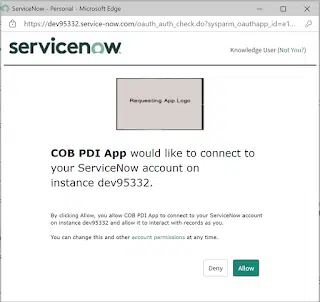 ServiceNow - Personal - Microsoft Edge
https://dev95332.service-now.com/oauth_auth_check.do?sysparm_oauthapp_id=e1...
servicenow.
Knowledge User (Not You?)
Requesting App Logo
COB PDI App would like to connect to
your ServiceNow account on
instance dev95332.
By clicking Allow, you allow COB PDI App to connect to your ServiceNow account
on instance dev95332 and allow it to interact with records as you.
You can change this and other account permissions at any time.
Deny
Allow